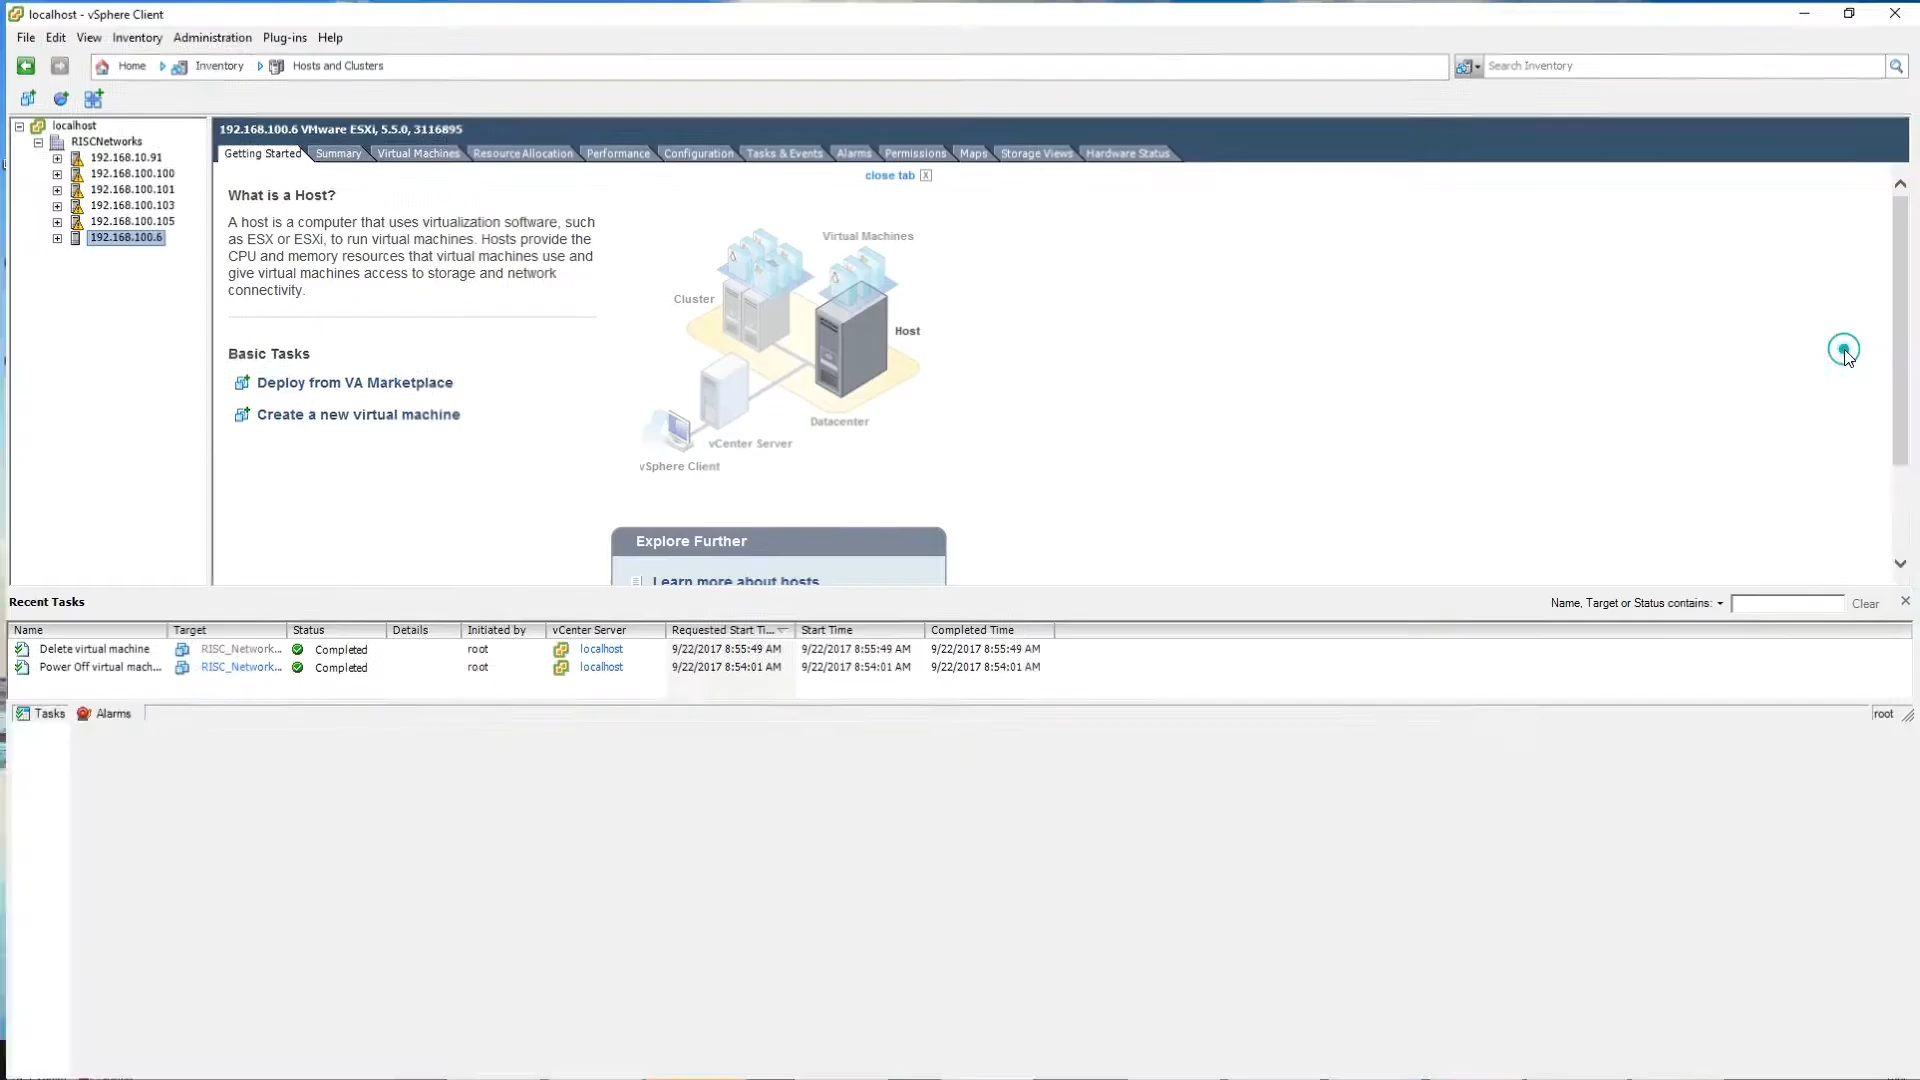 localhost - vSphere Client
File Edit View Inventory Administration Plug-ins Help
Home Inventory Hosts and Clusters Search Inventory
localhost
RISCNetworks
192.168.10.91
192.168.100.100
192.168.100.101
192.168.100.103
192.168.100.105
192.168.100.6
192.168.100.6 VMware ESXi, 5.5.0, 3116895
Getting Started Summary Virtual Machines Resource Allocation Performance Configuration Tasks & Events Alarms Permissions Maps Storage Views Hardware Status
close tab X
What is a Host?
A host is a computer that uses virtualization software, such
as ESX or ESXi, to run virtual machines. Hosts provide the
CPU and memory resources that virtual machines use and
give virtual machines access to storage and network
connectivity.
Basic Tasks
Deploy from VA Marketplace
Create a new virtual machine
Virtual Machines
Cluster
Host
Datacenter
vCenter Server
vSphere Client
Explore Further
Learn more about hosts
Recent Tasks Name, Target or Status contains: Clear
Name Target Status Details Initiated by vCenter Server Requested Start Ti... Start Time Completed Time
Delete virtual machine RISC_Network... Completed root localhost 9/22/2017 8:55:49 AM 9/22/2017 8:55:49 AM 9/22/2017 8:55:49 AM
Power Off virtual mach... RISC_Network... Completed root localhost 9/22/2017 8:54:01 AM 9/22/2017 8:54:01 AM 9/22/2017 8:54:01 AM
Tasks Alarms root